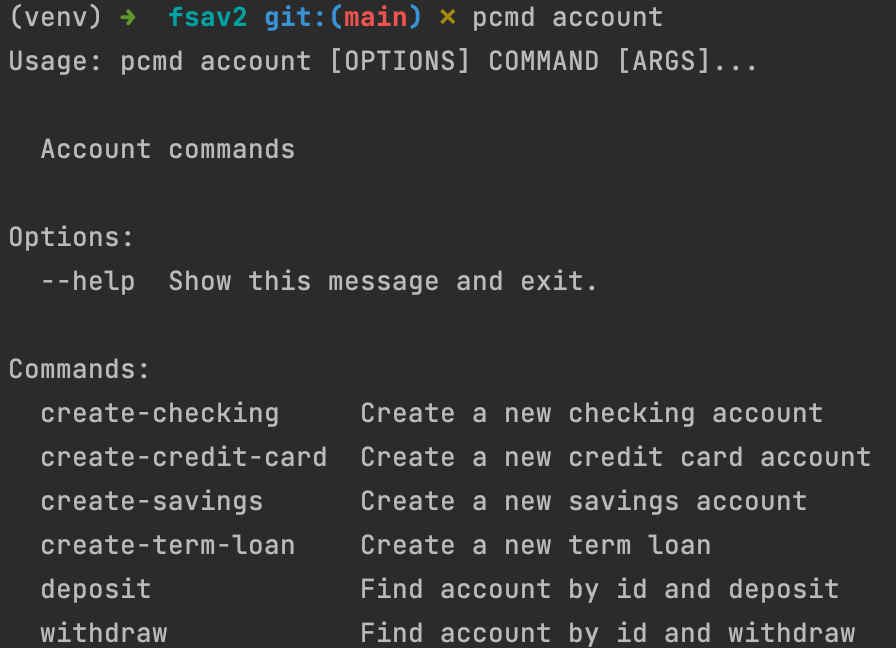 (venv) ➜  fsav2 git:(main) ✗ pcmd account
Usage: pcmd account [OPTIONS] COMMAND [ARGS]...
Account commands
Options:
--help  Show this message and exit.
Commands:
create-checking     Create a new checking account
create-credit-card  Create a new credit card account
create-savings      Create a new savings account
create-term-loan    Create a new term loan
deposit             Find account by id and deposit
withdraw            Find account by id and withdraw